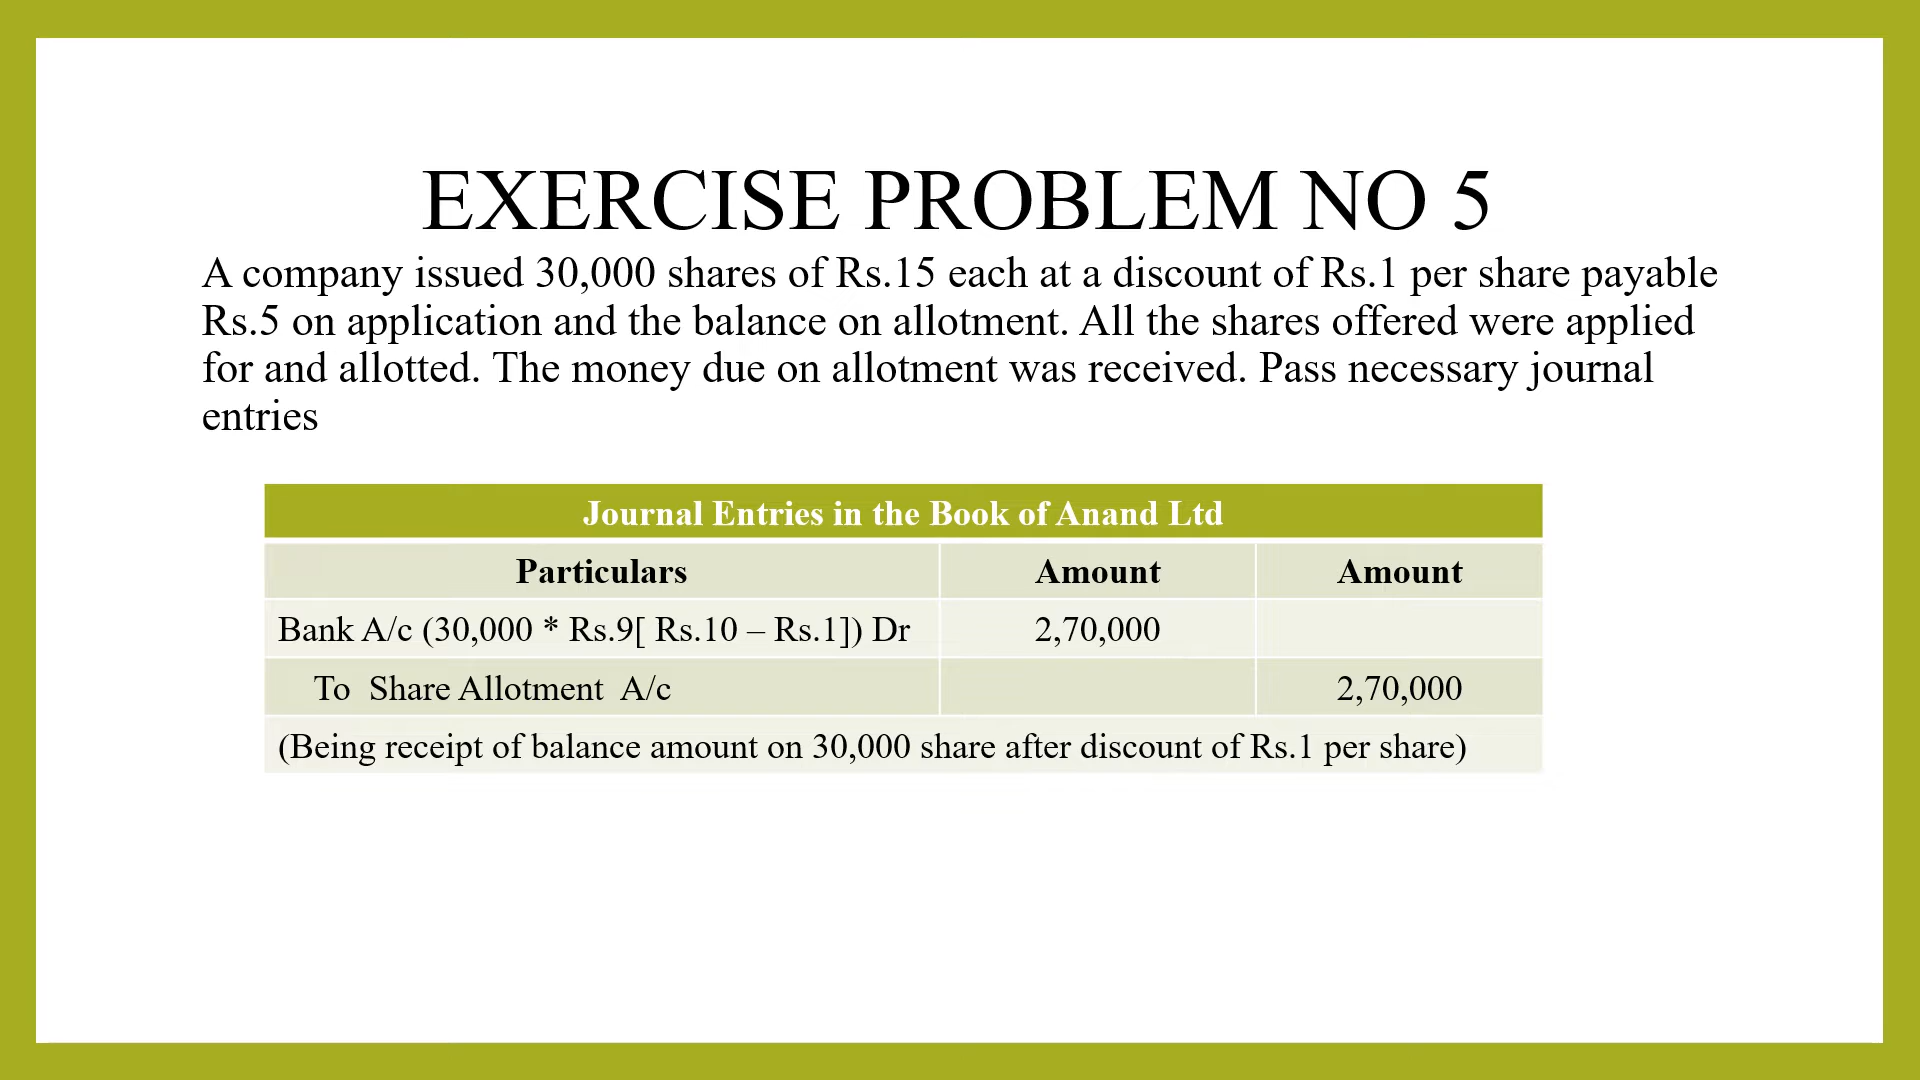 EXERCISE PROBLEM NO 5
A company issued 30,000 shares of Rs.15 each at a discount of Rs.1 per share payable
Rs.5 on application and the balance on allotment. All the shares offered were applied
for and allotted. The money due on allotment was received. Pass necessary journal
entries
Journal Entries in the Book of Anand Ltd
Particulars Amount Amount
Bank A/c (30,000 * Rs.9[ Rs.10 – Rs.1]) Dr 2,70,000
To Share Allotment A/c 2,70,000
(Being receipt of balance amount on 30,000 share after discount of Rs.1 per share)